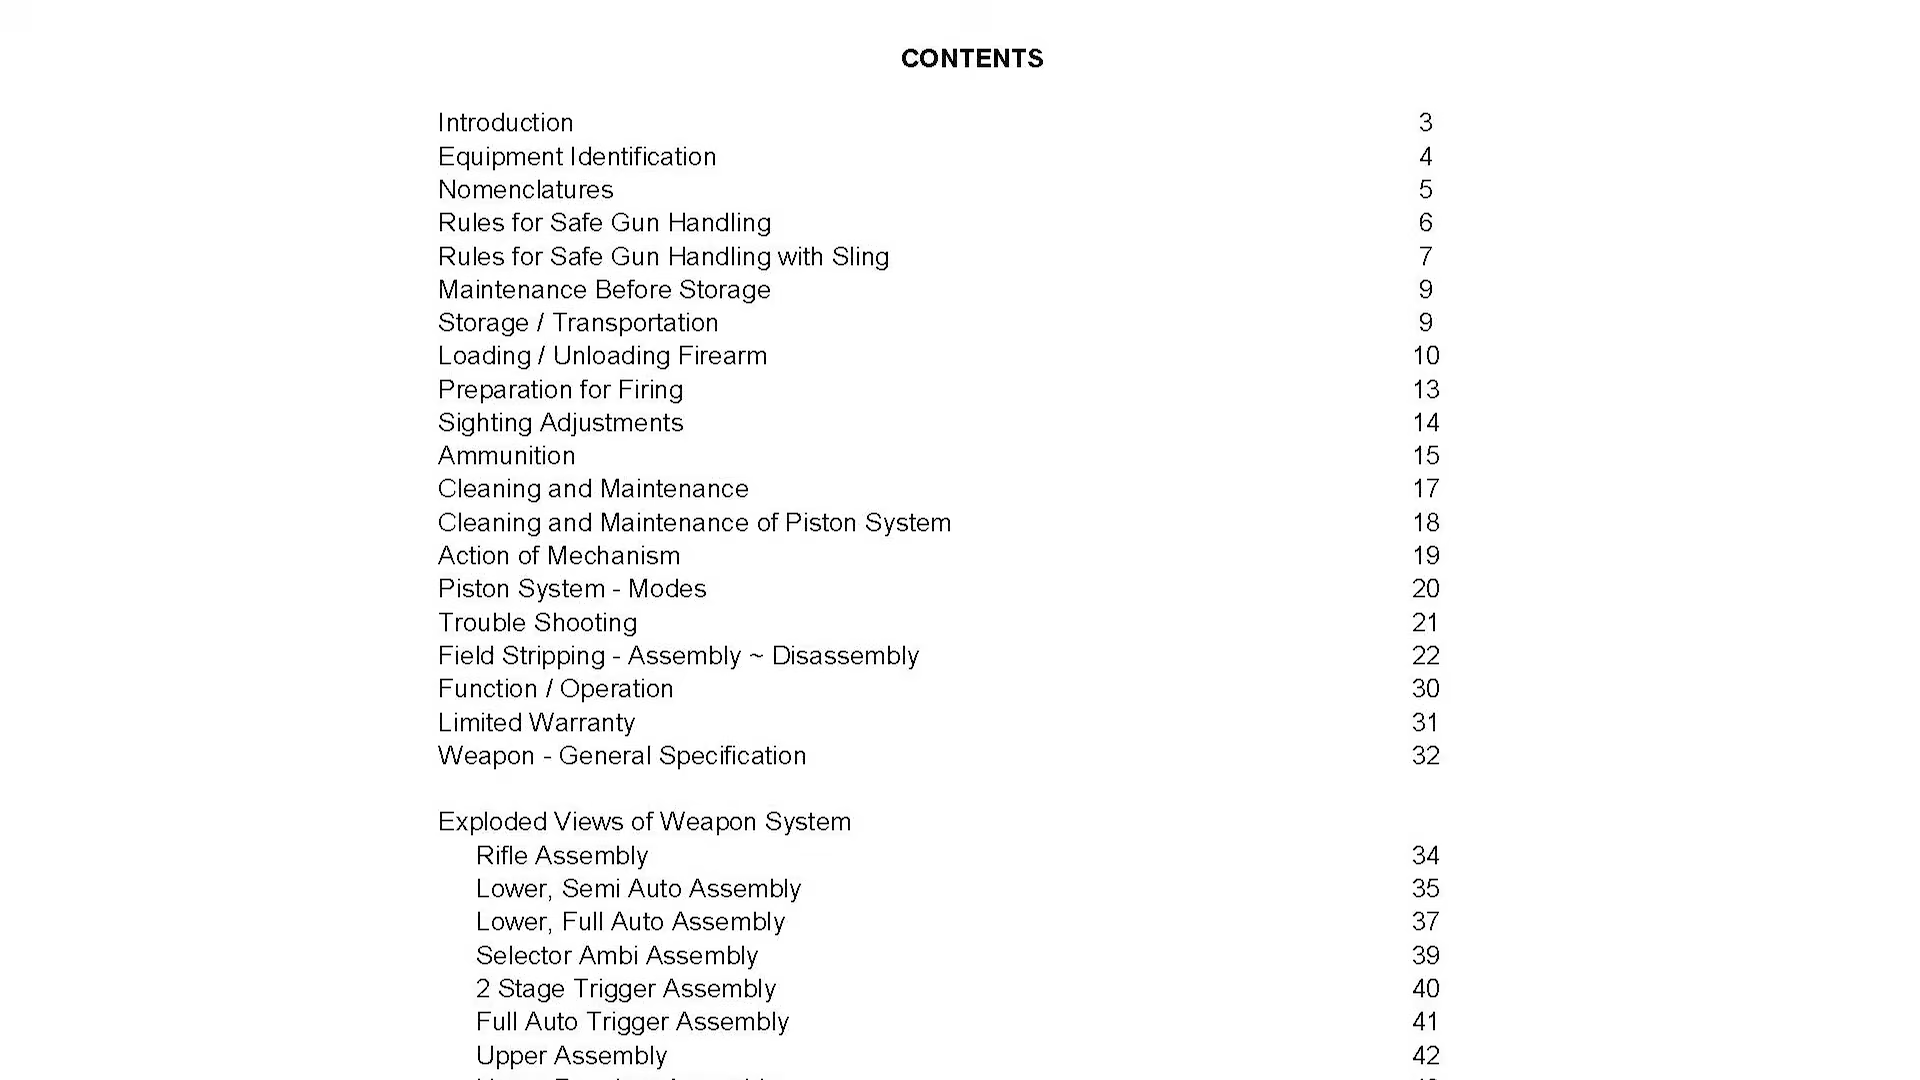 CONTENTS
Introduction 3
Equipment Identification 4
Nomenclatures 5
Rules for Safe Gun Handling 6
Rules for Safe Gun Handling with Sling 7
Maintenance Before Storage 9
Storage / Transportation 9
Loading / Unloading Firearm 10
Preparation for Firing 13
Sighting Adjustments 14
Ammunition 15
Cleaning and Maintenance 17
Cleaning and Maintenance of Piston System 18
Action of Mechanism 19
Piston System - Modes 20
Trouble Shooting 21
Field Stripping - Assembly ~ Disassembly 22
Function / Operation 30
Limited Warranty 31
Weapon - General Specification 32
Exploded Views of Weapon System
Rifle Assembly 34
Lower, Semi Auto Assembly 35
Lower, Full Auto Assembly 37
Selector Ambi Assembly 39
2 Stage Trigger Assembly 40
Full Auto Trigger Assembly 41
Upper Assembly 42